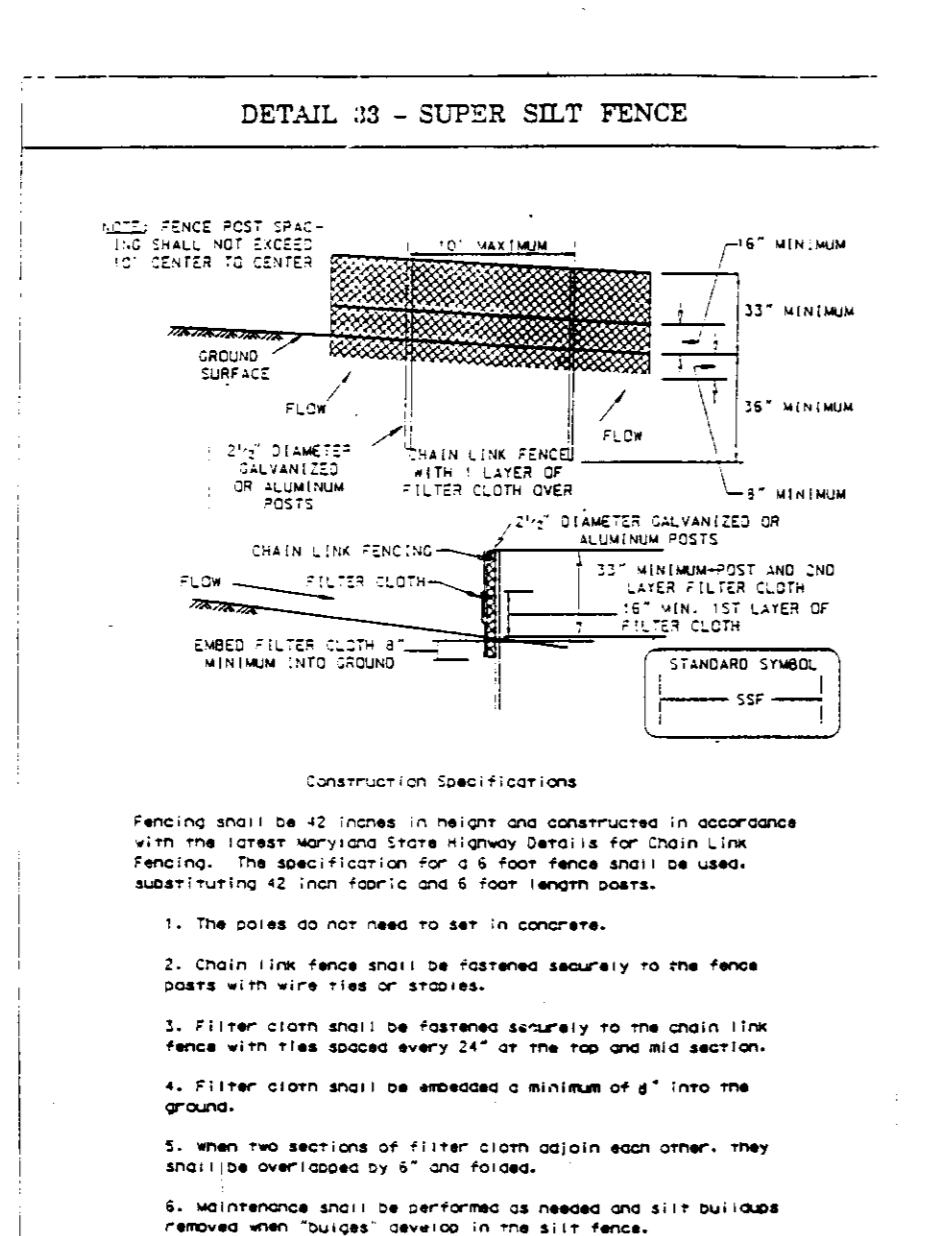 DETAIL 33 - SUPER SILT FENCE
NOTE: FENCE POST SPAC-
ING SHALL NOT EXCEED
10' CENTER TO CENTER
10' MAXIMUM
16" MINIMUM
33" MINIMUM
GROUND
SURFACE
FLOW
FLOW
36" MINIMUM
2 1/2" DIAMETER
GALVANIZED
OR ALUMINUM
POSTS
CHAIN LINK FENCE
WITH 1 LAYER OF
FILTER CLOTH OVER
8" MINIMUM
2 1/2" DIAMETER GALVANIZED OR
ALUMINUM POSTS
CHAIN LINK FENCING
FLOW
FILTER CLOTH
33" MINIMUM POST AND 2ND
LAYER FILTER CLOTH
16" MIN. 1ST LAYER OF
FILTER CLOTH
EMBED FILTER CLOTH 8"
MINIMUM INTO GROUND
STANDARD SYMBOL
SSF
Construction Specifications
Fencing shall be 42 inches in height and constructed in accordance
with the latest Maryland State Highway Details for Chain Link
Fencing. The specification for a 6 foot fence shall be used,
substituting 42 inch fabric and 6 foot length posts.
1. The poles do not need to set in concrete.
2. Chain link fence shall be fastened securely to the fence
posts with wire ties or staples.
3. Filter cloth shall be fastened securely to the chain link
fence with ties spaced every 24" at the top and mid section.
4. Filter cloth shall be embedded a minimum of 8" into the
ground.
5. When two sections of filter cloth adjoin each other, they
shall be overlapped by 6" and folded.
6. Maintenance shall be performed as needed and silt buildups
removed when "bulges" develop in the silt fence.